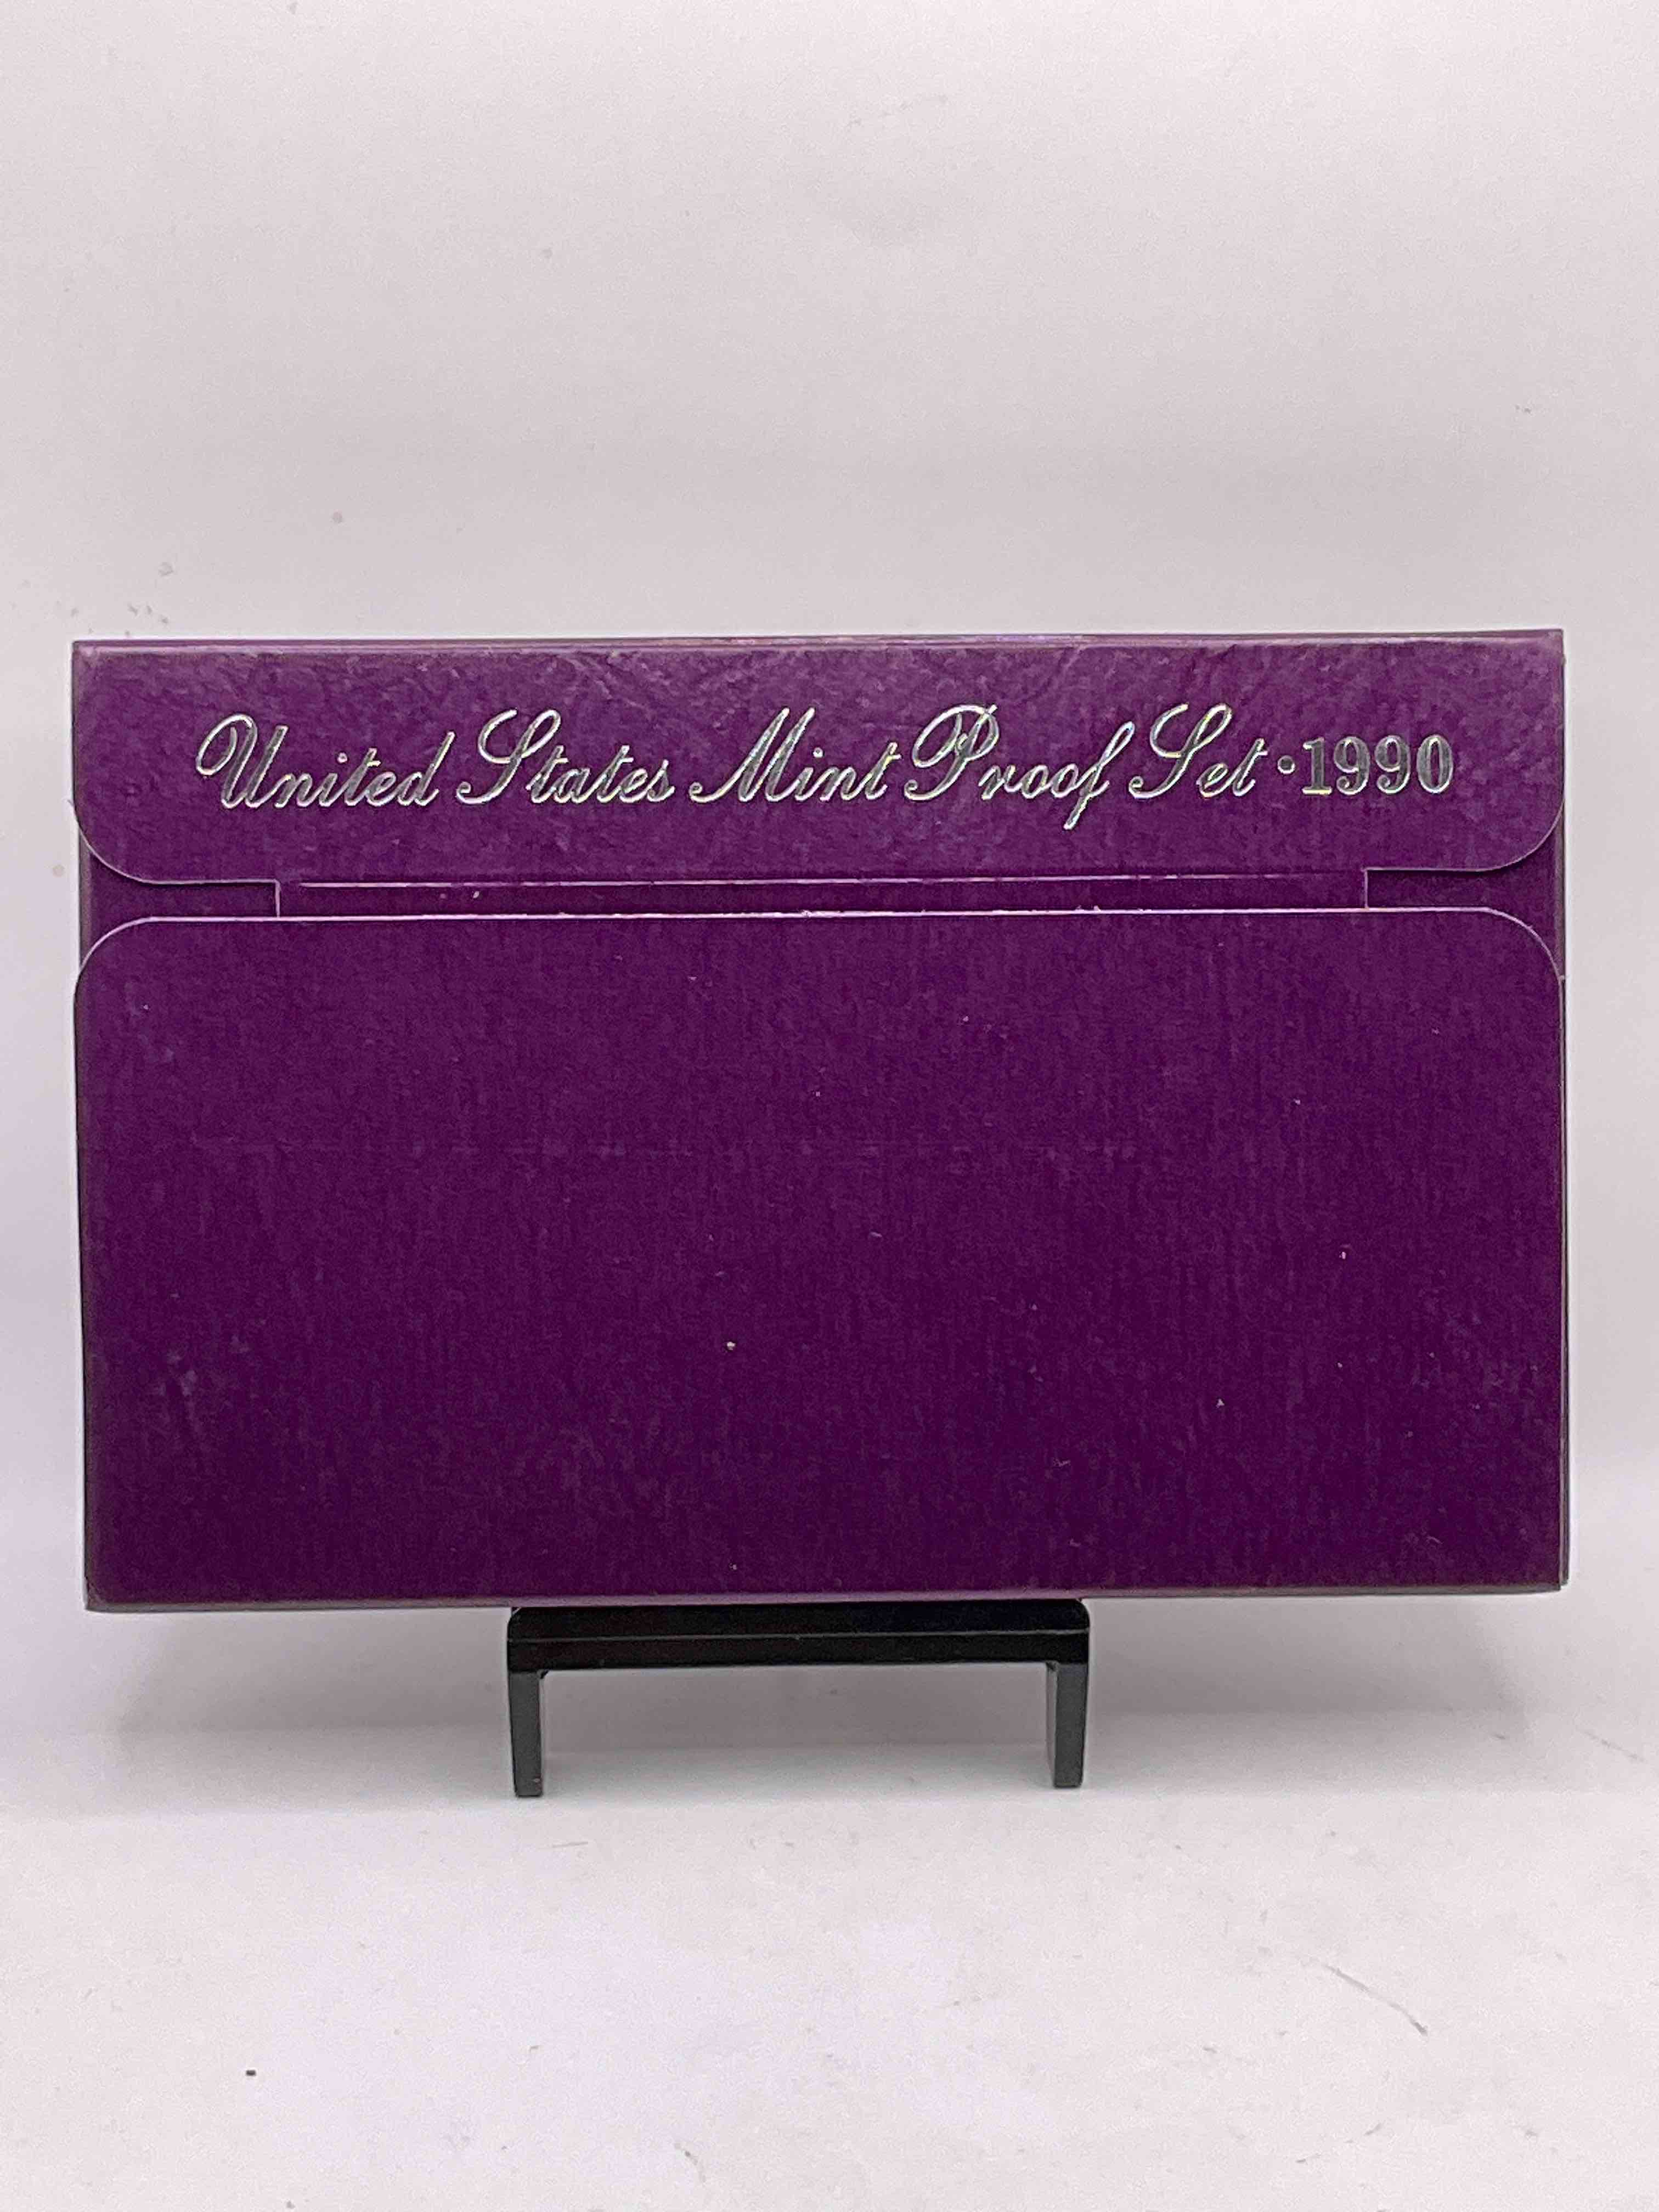 United States Mint Proof Set · 1990